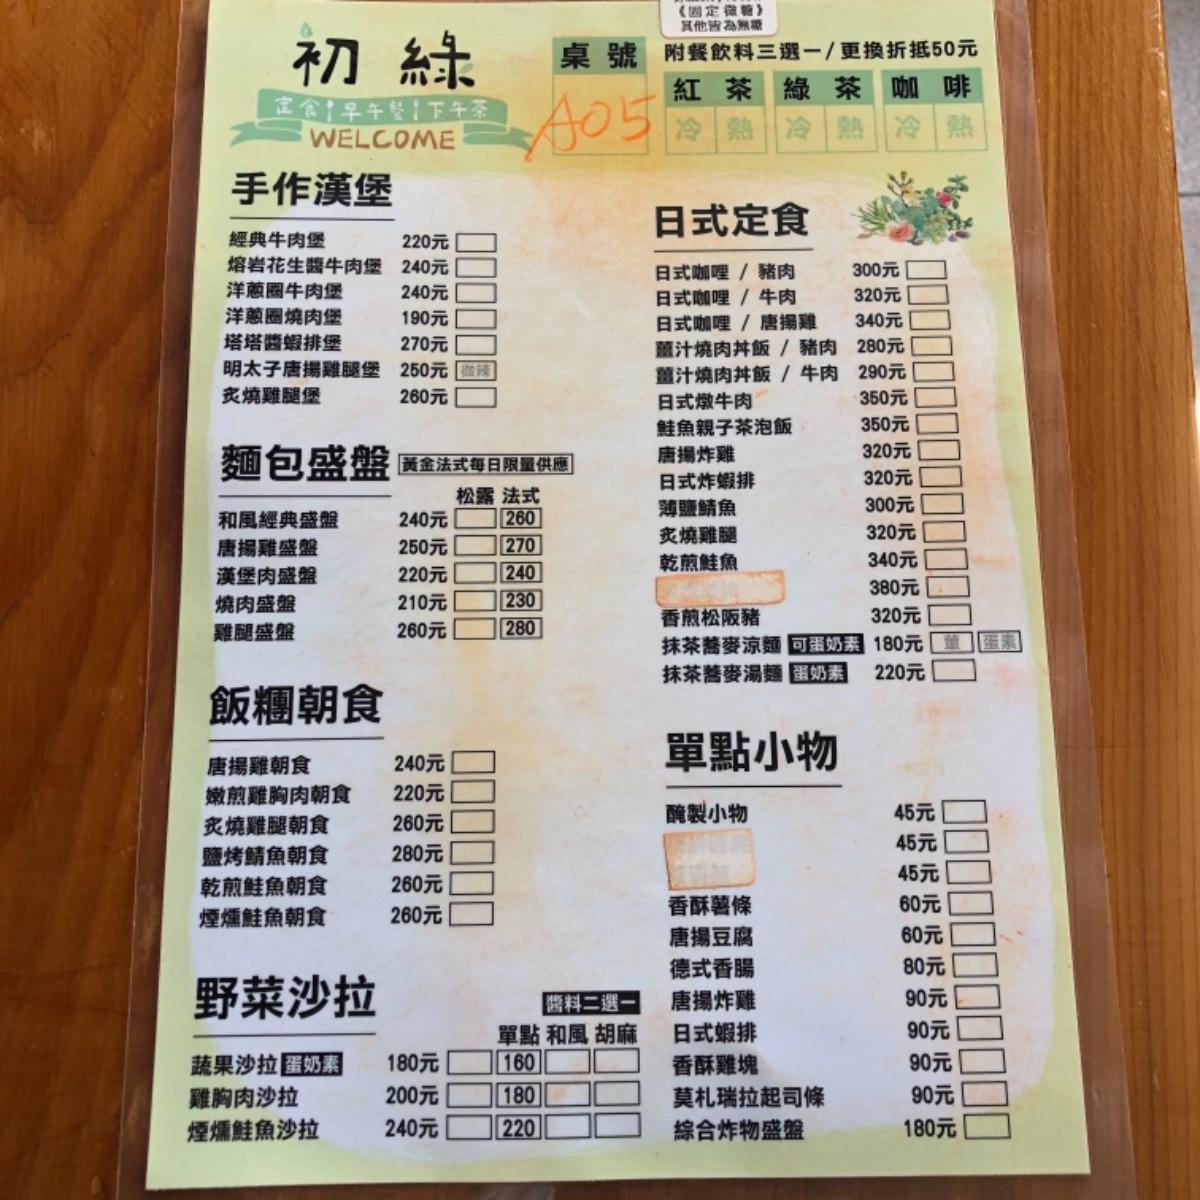 《固定微糖》
其他皆為無糖
初綠
定食 早午餐 下午茶
WELCOME
桌號
A05
附餐飲料三選一/更換折抵50元
紅茶 綠茶 咖啡
冷 熱 冷 熱 冷 熱
手作漢堡
經典牛肉堡 220元
熔岩花生醬牛肉堡 240元
洋蔥圈牛肉堡 240元
洋蔥圈燒肉堡 190元
塔塔醬蝦排堡 270元
明太子唐揚雞腿堡 250元 微辣
炙燒雞腿堡 260元
麵包盛盤 黃金法式每日限量供應
松露 法式
和風經典盛盤 240元 260
唐揚雞盛盤 250元 270
漢堡肉盛盤 220元 240
燒肉盛盤 210元 230
雞腿盛盤 260元 280
飯糰朝食
唐揚雞朝食 240元
嫩煎雞胸肉朝食 220元
炙燒雞腿朝食 260元
鹽烤鯖魚朝食 280元
乾煎鮭魚朝食 260元
煙燻鮭魚朝食 260元
野菜沙拉 醬料二選一
單點 和風 胡麻
蔬果沙拉 蛋奶素 180元 160
雞胸肉沙拉 200元 180
煙燻鮭魚沙拉 240元 220
日式定食
日式咖哩 / 豬肉 300元
日式咖哩 / 牛肉 320元
日式咖哩 / 唐揚雞 340元
薑汁燒肉丼飯 / 豬肉 280元
薑汁燒肉丼飯 / 牛肉 290元
日式燉牛肉 350元
鮭魚親子茶泡飯 350元
唐揚炸雞 320元
日式炸蝦排 320元
薄鹽鯖魚 300元
炙燒雞腿 320元
乾煎鮭魚 340元
380元
香煎松阪豬 320元
抹茶蕎麥涼麵 可蛋奶素 180元 葷 蛋素
抹茶蕎麥湯麵 蛋奶素 220元
單點小物
醃製小物 45元
45元
45元
香酥薯條 60元
唐揚豆腐 60元
德式香腸 80元
唐揚炸雞 90元
日式蝦排 90元
香酥雞塊 90元
莫札瑞拉起司條 90元
綜合炸物盛盤 180元